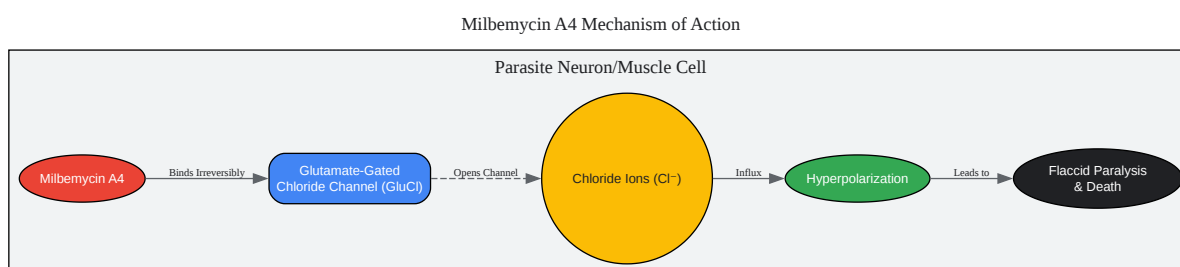 Milbemycin A4 Mechanism of Action
Parasite Neuron/Muscle Cell
Milbemycin A4
Binds Irreversibly
Glutamate-Gated
Chloride Channel (GluCl)
Opens Channel
Chloride Ions (Cl⁻)
Influx
Hyperpolarization
Leads to
Flaccid Paralysis
& Death